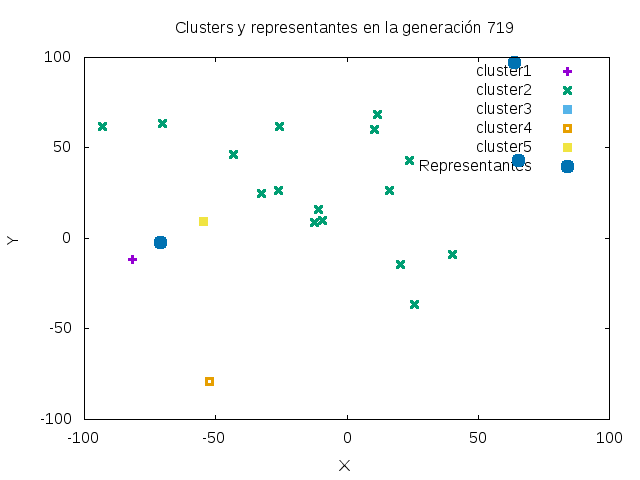 Clusters y representantes en la generación 719
100
50
0
-50
-100
Y
-100
-50
0
50
100
X
cluster1
cluster2
cluster3
cluster4
cluster5
Representantes